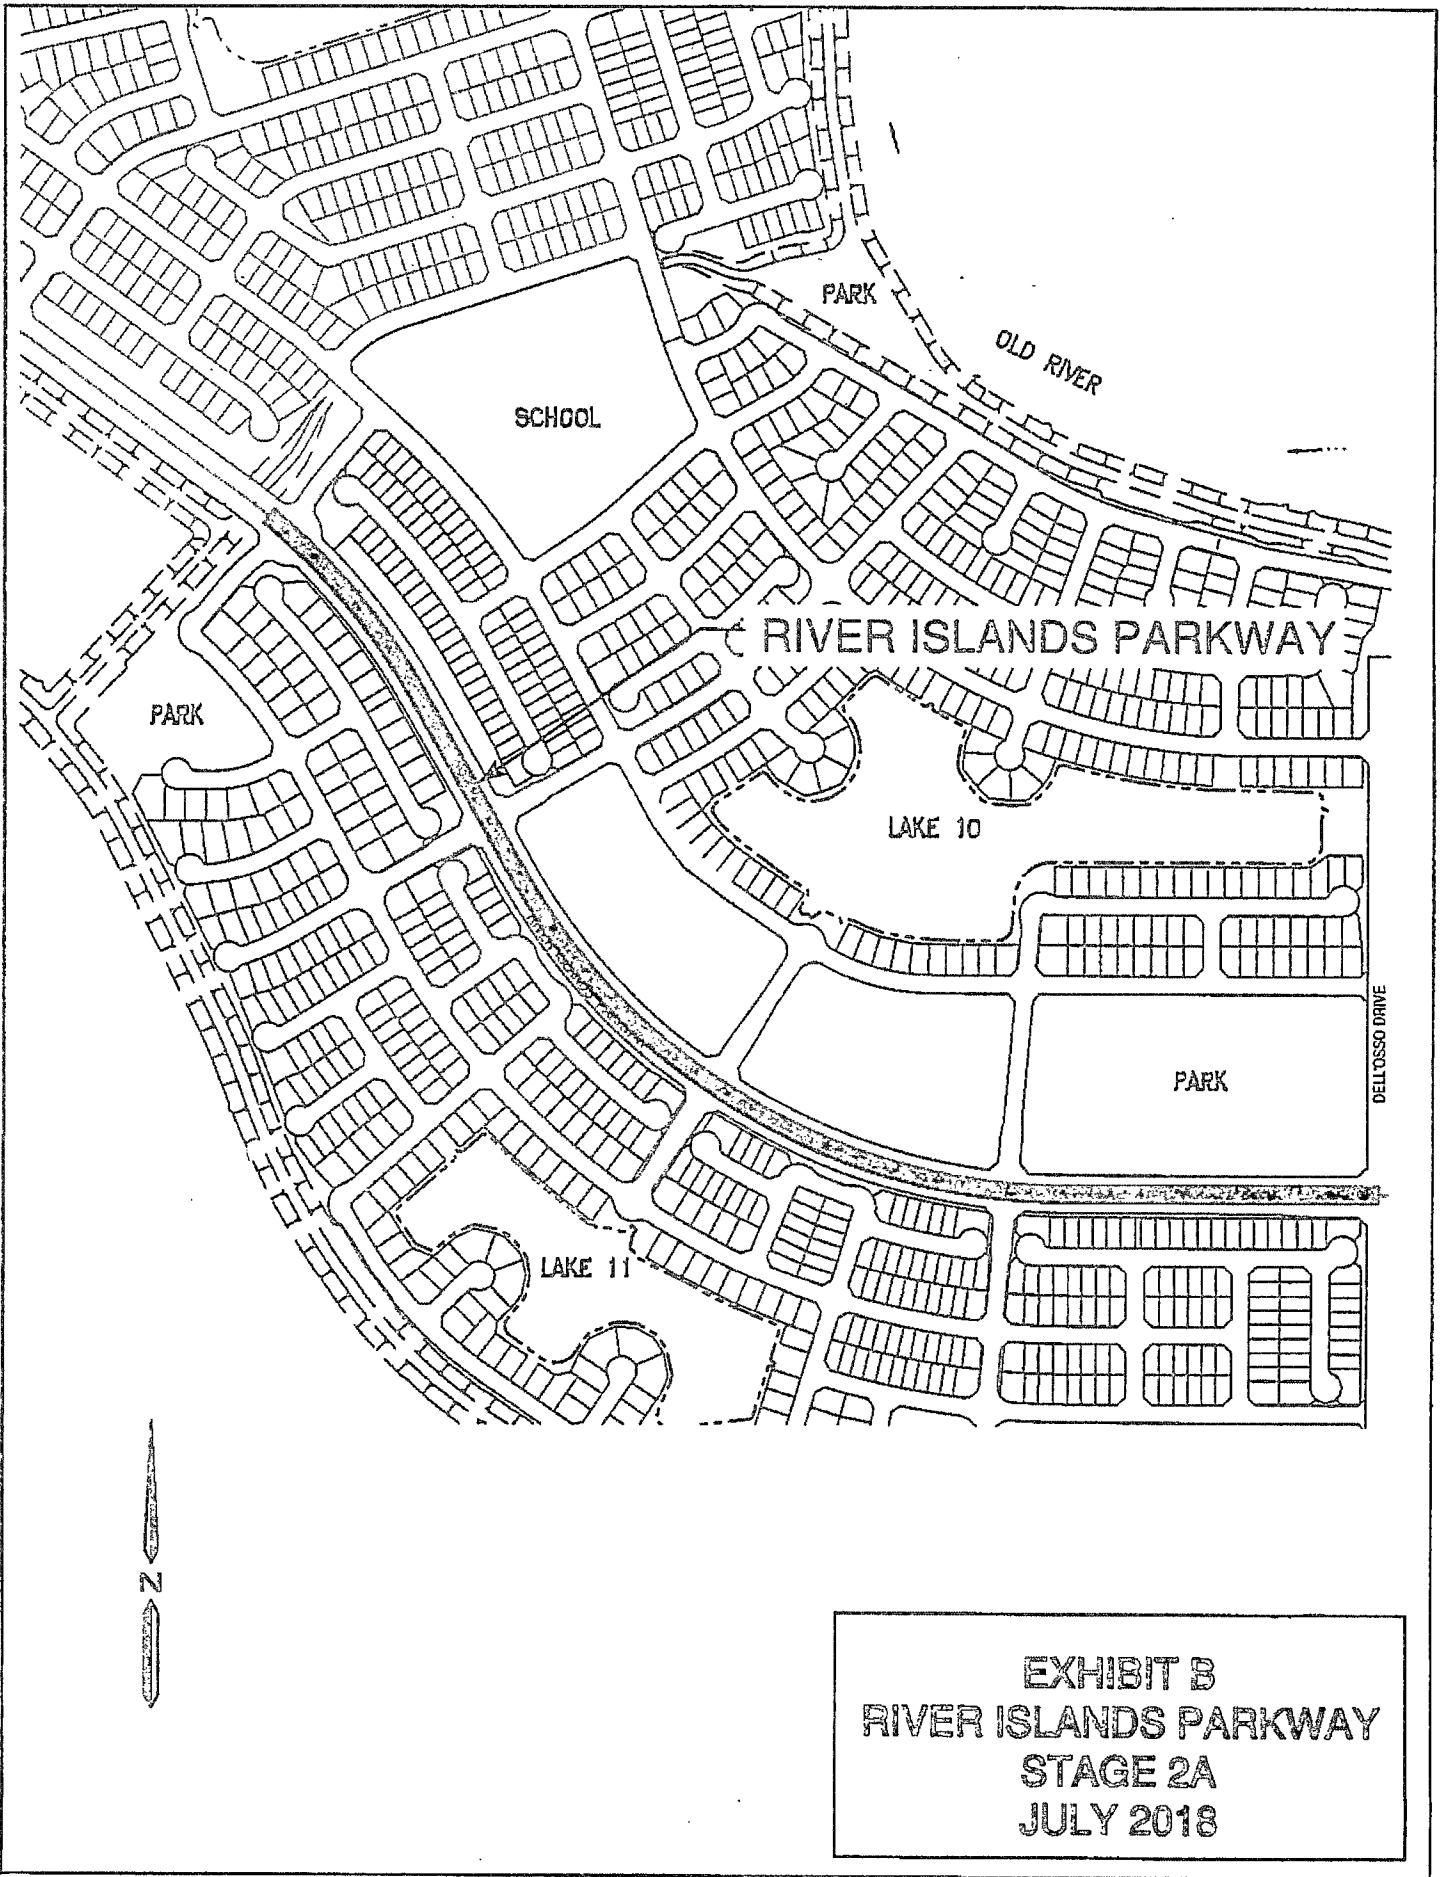 PARK
OLD RIVER
SCHOOL
RIVER ISLANDS PARKWAY
PARK
LAKE 10
DELL'OSSO DRIVE
PARK
LAKE 11
N
EXHIBIT B
RIVER ISLANDS PARKWAY
STAGE 2A
JULY 2018